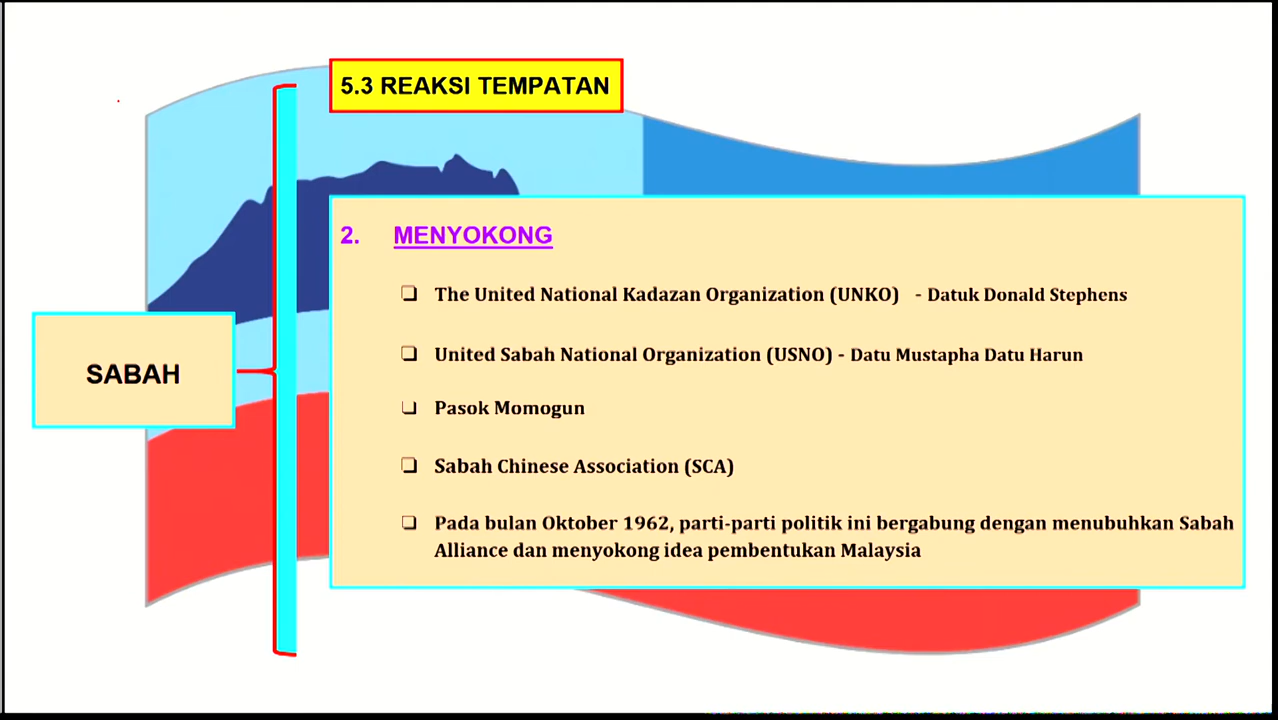 5.3 REAKSI TEMPATAN
2. MENYOKONG
❑ The United National Kadazan Organization (UNKO) - Datuk Donald Stephens
❑ United Sabah National Organization (USNO) - Datu Mustapha Datu Harun
SABAH
❑ Pasok Momogun
❑ Sabah Chinese Association (SCA)
❑ Pada bulan Oktober 1962, parti-parti politik ini bergabung dengan menubuhkan Sabah
Alliance dan menyokong idea pembentukan Malaysia